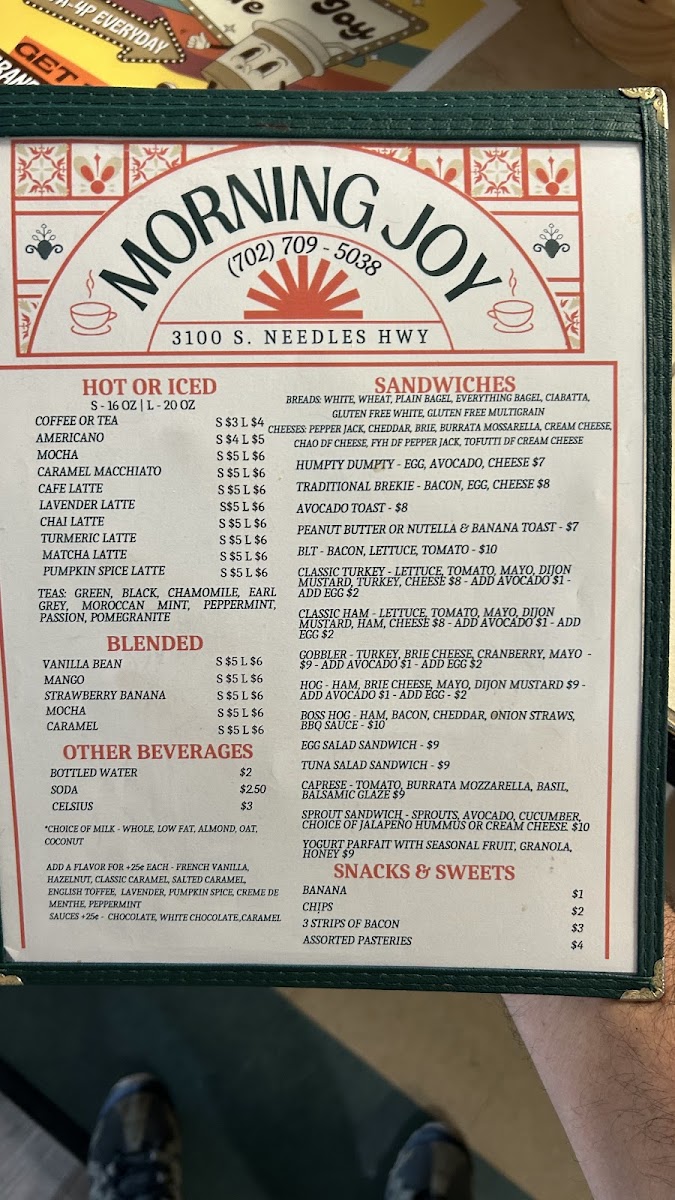 A-4P EVERYDAY
Joy
GET
BRAN
MORNING JOY
(702) 709 - 5038
3100 S. NEEDLES HWY
HOT OR ICED
S - 16 OZ | L - 20 OZ
COFFEE OR TEA S $3 L $4
AMERICANO S $4 L $5
MOCHA S $5 L $6
CARAMEL MACCHIATO S $5 L $6
CAFE LATTE S $5 L $6
LAVENDER LATTE S$5 L $6
CHAI LATTE S $5 L $6
TURMERIC LATTE S $5 L $6
MATCHA LATTE S $5 L $6
PUMPKIN SPICE LATTE S $5 L $6
TEAS: GREEN, BLACK, CHAMOMILE, EARL
GREY, MOROCCAN MINT, PEPPERMINT,
PASSION, POMEGRANITE
BLENDED
VANILLA BEAN S $5 L $6
MANGO S $5 L $6
STRAWBERRY BANANA S $5 L $6
MOCHA S $5 L $6
CARAMEL S $5 L $6
OTHER BEVERAGES
BOTTLED WATER $2
SODA $2.50
CELSIUS $3
*CHOICE OF MILK - WHOLE, LOW FAT, ALMOND, OAT,
COCONUT
ADD A FLAVOR FOR +25¢ EACH - FRENCH VANILLA,
HAZELNUT, CLASSIC CARAMEL, SALTED CARAMEL,
ENGLISH TOFFEE, LAVENDER, PUMPKIN SPICE, CREME DE
MENTHE, PEPPERMINT
SAUCES +25¢ - CHOCOLATE, WHITE CHOCOLATE,CARAMEL
SANDWICHES
BREADS: WHITE, WHEAT, PLAIN BAGEL, EVERYTHING BAGEL, CIABATTA,
GLUTEN FREE WHITE, GLUTEN FREE MULTIGRAIN
CHEESES: PEPPER JACK, CHEDDAR, BRIE, BURRATA MOSSARELLA, CREAM CHEESE,
CHAO DF CHEESE, FYH DF PEPPER JACK, TOFUTTI DF CREAM CHEESE
HUMPTY DUMPTY - EGG, AVOCADO, CHEESE $7
TRADITIONAL BREKIE - BACON, EGG, CHEESE $8
AVOCADO TOAST - $8
PEANUT BUTTER OR NUTELLA & BANANA TOAST - $7
BLT - BACON, LETTUCE, TOMATO - $10
CLASSIC TURKEY - LETTUCE, TOMATO, MAYO, DIJON
MUSTARD, TURKEY, CHEESE $8 - ADD AVOCADO $1 -
ADD EGG $2
CLASSIC HAM - LETTUCE, TOMATO, MAYO, DIJON
MUSTARD, HAM, CHEESE $8 - ADD AVOCADO $1 - ADD
EGG $2
GOBBLER - TURKEY, BRIE CHEESE, CRANBERRY, MAYO -
$9 - ADD AVOCADO $1 - ADD EGG $2
HOG - HAM, BRIE CHEESE, MAYO, DIJON MUSTARD $9 -
ADD AVOCADO $1 - ADD EGG - $2
BOSS HOG - HAM, BACON, CHEDDAR, ONION STRAWS,
BBQ SAUCE - $10
EGG SALAD SANDWICH - $9
TUNA SALAD SANDWICH - $9
CAPRESE - TOMATO, BURRATA MOZZARELLA, BASIL,
BALSAMIC GLAZE $9
SPROUT SANDWICH - SPROUTS, AVOCADO, CUCUMBER,
CHOICE OF JALAPENO HUMMUS OR CREAM CHEESE. $10
YOGURT PARFAIT WITH SEASONAL FRUIT, GRANOLA,
HONEY $9
SNACKS & SWEETS
BANANA $1
CHIPS $2
3 STRIPS OF BACON $3
ASSORTED PASTERIES $4